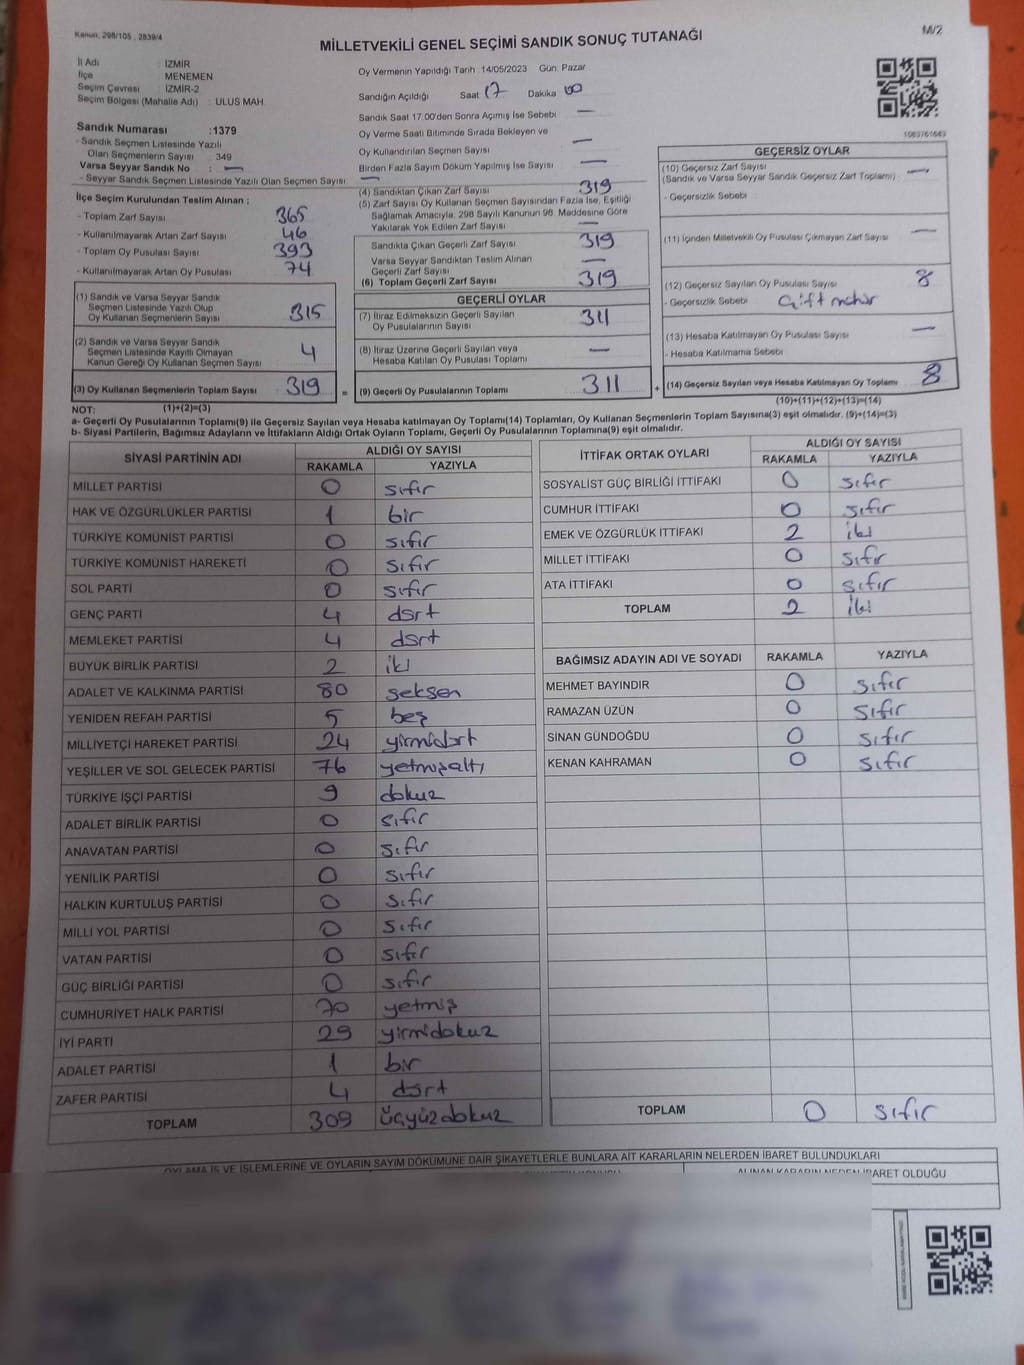 Kanun: 298/105 , 2839/4
M/2
MİLLETVEKİLİ GENEL SEÇİMİ SANDIK SONUÇ TUTANAĞI
İl Adı : İZMİR
İlçe MENEMEN
Seçim Çevresi : İZMİR-2
Seçim Bölgesi (Mahalle Adı) : ULUS MAH.
Sandık Numarası :1379
- Sandık Seçmen Listesinde Yazılı
Olan Seçmenlerin Sayısı : 349
Varsa Seyyar Sandık No : —
- Seyyar Sandık Seçmen Listesinde Yazılı Olan Seçmen Sayısı: —
Oy Vermenin Yapıldığı Tarih :14/05/2023 Gün: Pazar
Sandığın Açıldığı Saat 17 Dakika 00
Sandık Saat 17.00'den Sonra Açımış İse Sebebi —
Oy Verme Saati Bitiminde Sırada Bekleyen ve
Oy Kullandırılan Seçmen Sayısı —
Birden Fazla Sayım Döküm Yapılmış İse Sayısı —
İlçe Seçim Kurulundan Teslim Alınan ;
- Toplam Zarf Sayısı 365
- Kullanılmayarak Artan Zarf Sayısı 46
- Toplam Oy Pusulası Sayısı 393
- Kullanılmayarak Artan Oy Pusulası 74
(1) Sandık ve Varsa Seyyar Sandık
Seçmen Listesinde Yazılı Olup
Oy Kullanan Seçmenlerin Sayısı 315
(2) Sandık ve Varsa Seyyar Sandık
Seçmen Listesinde Kayıtlı Olmayan
Kanun Gereği Oy Kullanan Seçmen Sayısı 4
(3) Oy Kullanan Seçmenlerin Toplam Sayısı 319 =
(1)+(2)=(3)
(4) Sandıktan Çıkan Zarf Sayısı 319
(5) Zarf Sayısı Oy Kullanan Seçmen Sayısından Fazla İse, Eşitliği
Sağlamak Amacıyla, 298 Sayılı Kanunun 98. Maddesine Göre
Yakılarak Yok Edilen Zarf Sayısı —
Sandıkta Çıkan Geçerli Zarf Sayısı 319
Varsa Seyyar Sandıktan Teslim Alınan
Geçerli Zarf Sayısı —
(6) Toplam Geçerli Zarf Sayısı 319
GEÇERLİ OYLAR
(7) İtiraz Edilmeksizin Geçerli Sayılan
Oy Pusulalarının Sayısı 311
(8) İtiraz Üzerine Geçerli Sayılan veya
Hesaba Katılan Oy Pusulası Toplamı —
(9) Geçerli Oy Pusulalarının Toplamı 311 +
GEÇERSİZ OYLAR
(10) Geçersiz Zarf Sayısı
(Sandık ve Varsa Seyyar Sandık Geçersiz Zarf Toplamı) —
- Geçersizlik Sebebi
(11) İçinden Milletvekili Oy Pusulası Çıkmayan Zarf Sayısı —
(12) Geçersiz Sayılan Oy Pusulası Sayısı 8
- Geçersizlik Sebebi Çift mühür
(13) Hesaba Katılmayan Oy Pusulası Sayısı —
- Hesaba Katılmama Sebebi
(14) Geçersiz Sayılan veya Hesaba Katılmayan Oy Toplamı 8
(10)+(11)+(12)+(13)=(14)
NOT:
a- Geçerli Oy Pusulalarının Toplamı(9) ile Geçersiz Sayılan veya Hesaba katılmayan Oy Toplamı(14) Toplamları, Oy Kullanan Seçmenlerin Toplam Sayısına(3) eşit olmalıdır. (9)+(14)=(3)
b- Siyasi Partilerin, Bağımsız Adayların ve İttifakların Aldığı Ortak Oyların Toplamı, Geçerli Oy Pusulalarının Toplamına(9) eşit olmalıdır.
SİYASİ PARTİNİN ADI ALDIĞI OY SAYISI
RAKAMLA YAZIYLA
MİLLET PARTİSİ 0 sıfır
HAK VE ÖZGÜRLÜKLER PARTİSİ 1 bir
TÜRKİYE KOMÜNİST PARTİSİ 0 sıfır
TÜRKİYE KOMÜNİST HAREKETİ 0 sıfır
SOL PARTİ 0 sıfır
GENÇ PARTİ 4 dört
MEMLEKET PARTİSİ 4 dört
BÜYÜK BİRLİK PARTİSİ 2 iki
ADALET VE KALKINMA PARTİSİ 80 seksen
YENİDEN REFAH PARTİSİ 5 beş
MİLLİYETÇİ HAREKET PARTİSİ 24 yirmidört
YEŞİLLER VE SOL GELECEK PARTİSİ 76 yetmişaltı
TÜRKİYE İŞÇİ PARTİSİ 9 dokuz
ADALET BİRLİK PARTİSİ 0 sıfır
ANAVATAN PARTİSİ 0 sıfır
YENİLİK PARTİSİ 0 sıfır
HALKIN KURTULUŞ PARTİSİ 0 sıfır
MİLLİ YOL PARTİSİ 0 sıfır
VATAN PARTİSİ 0 sıfır
GÜÇ BİRLİĞİ PARTİSİ 0 sıfır
CUMHURİYET HALK PARTİSİ 70 yetmiş
İYİ PARTİ 29 yirmidokuz
ADALET PARTİSİ 1 bir
ZAFER PARTİSİ 4 dört
TOPLAM 309 üçyüzdokuz
İTTİFAK ORTAK OYLARI ALDIĞI OY SAYISI
RAKAMLA YAZIYLA
SOSYALİST GÜÇ BİRLİĞİ İTTİFAKI 0 sıfır
CUMHUR İTTİFAKI 0 sıfır
EMEK VE ÖZGÜRLÜK İTTİFAKI 2 iki
MİLLET İTTİFAKI 0 sıfır
ATA İTTİFAKI 0 sıfır
TOPLAM 2 iki
BAĞIMSIZ ADAYIN ADI VE SOYADI RAKAMLA YAZIYLA
MEHMET BAYINDIR 0 sıfır
RAMAZAN ÜZÜN 0 sıfır
SİNAN GÜNDOĞDU 0 sıfır
KENAN KAHRAMAN 0 sıfır
TOPLAM 0 sıfır
OYLAMA İŞ VE İŞLEMLERİNE VE OYLARIN SAYIM DÖKÜMÜNE DAİR ŞİKAYETLERLE BUNLARA AİT KARARLARIN NELERDEN İBARET BULUNDUKLARI
ALINAN KARARIN NEDEN İBARET OLDUĞU